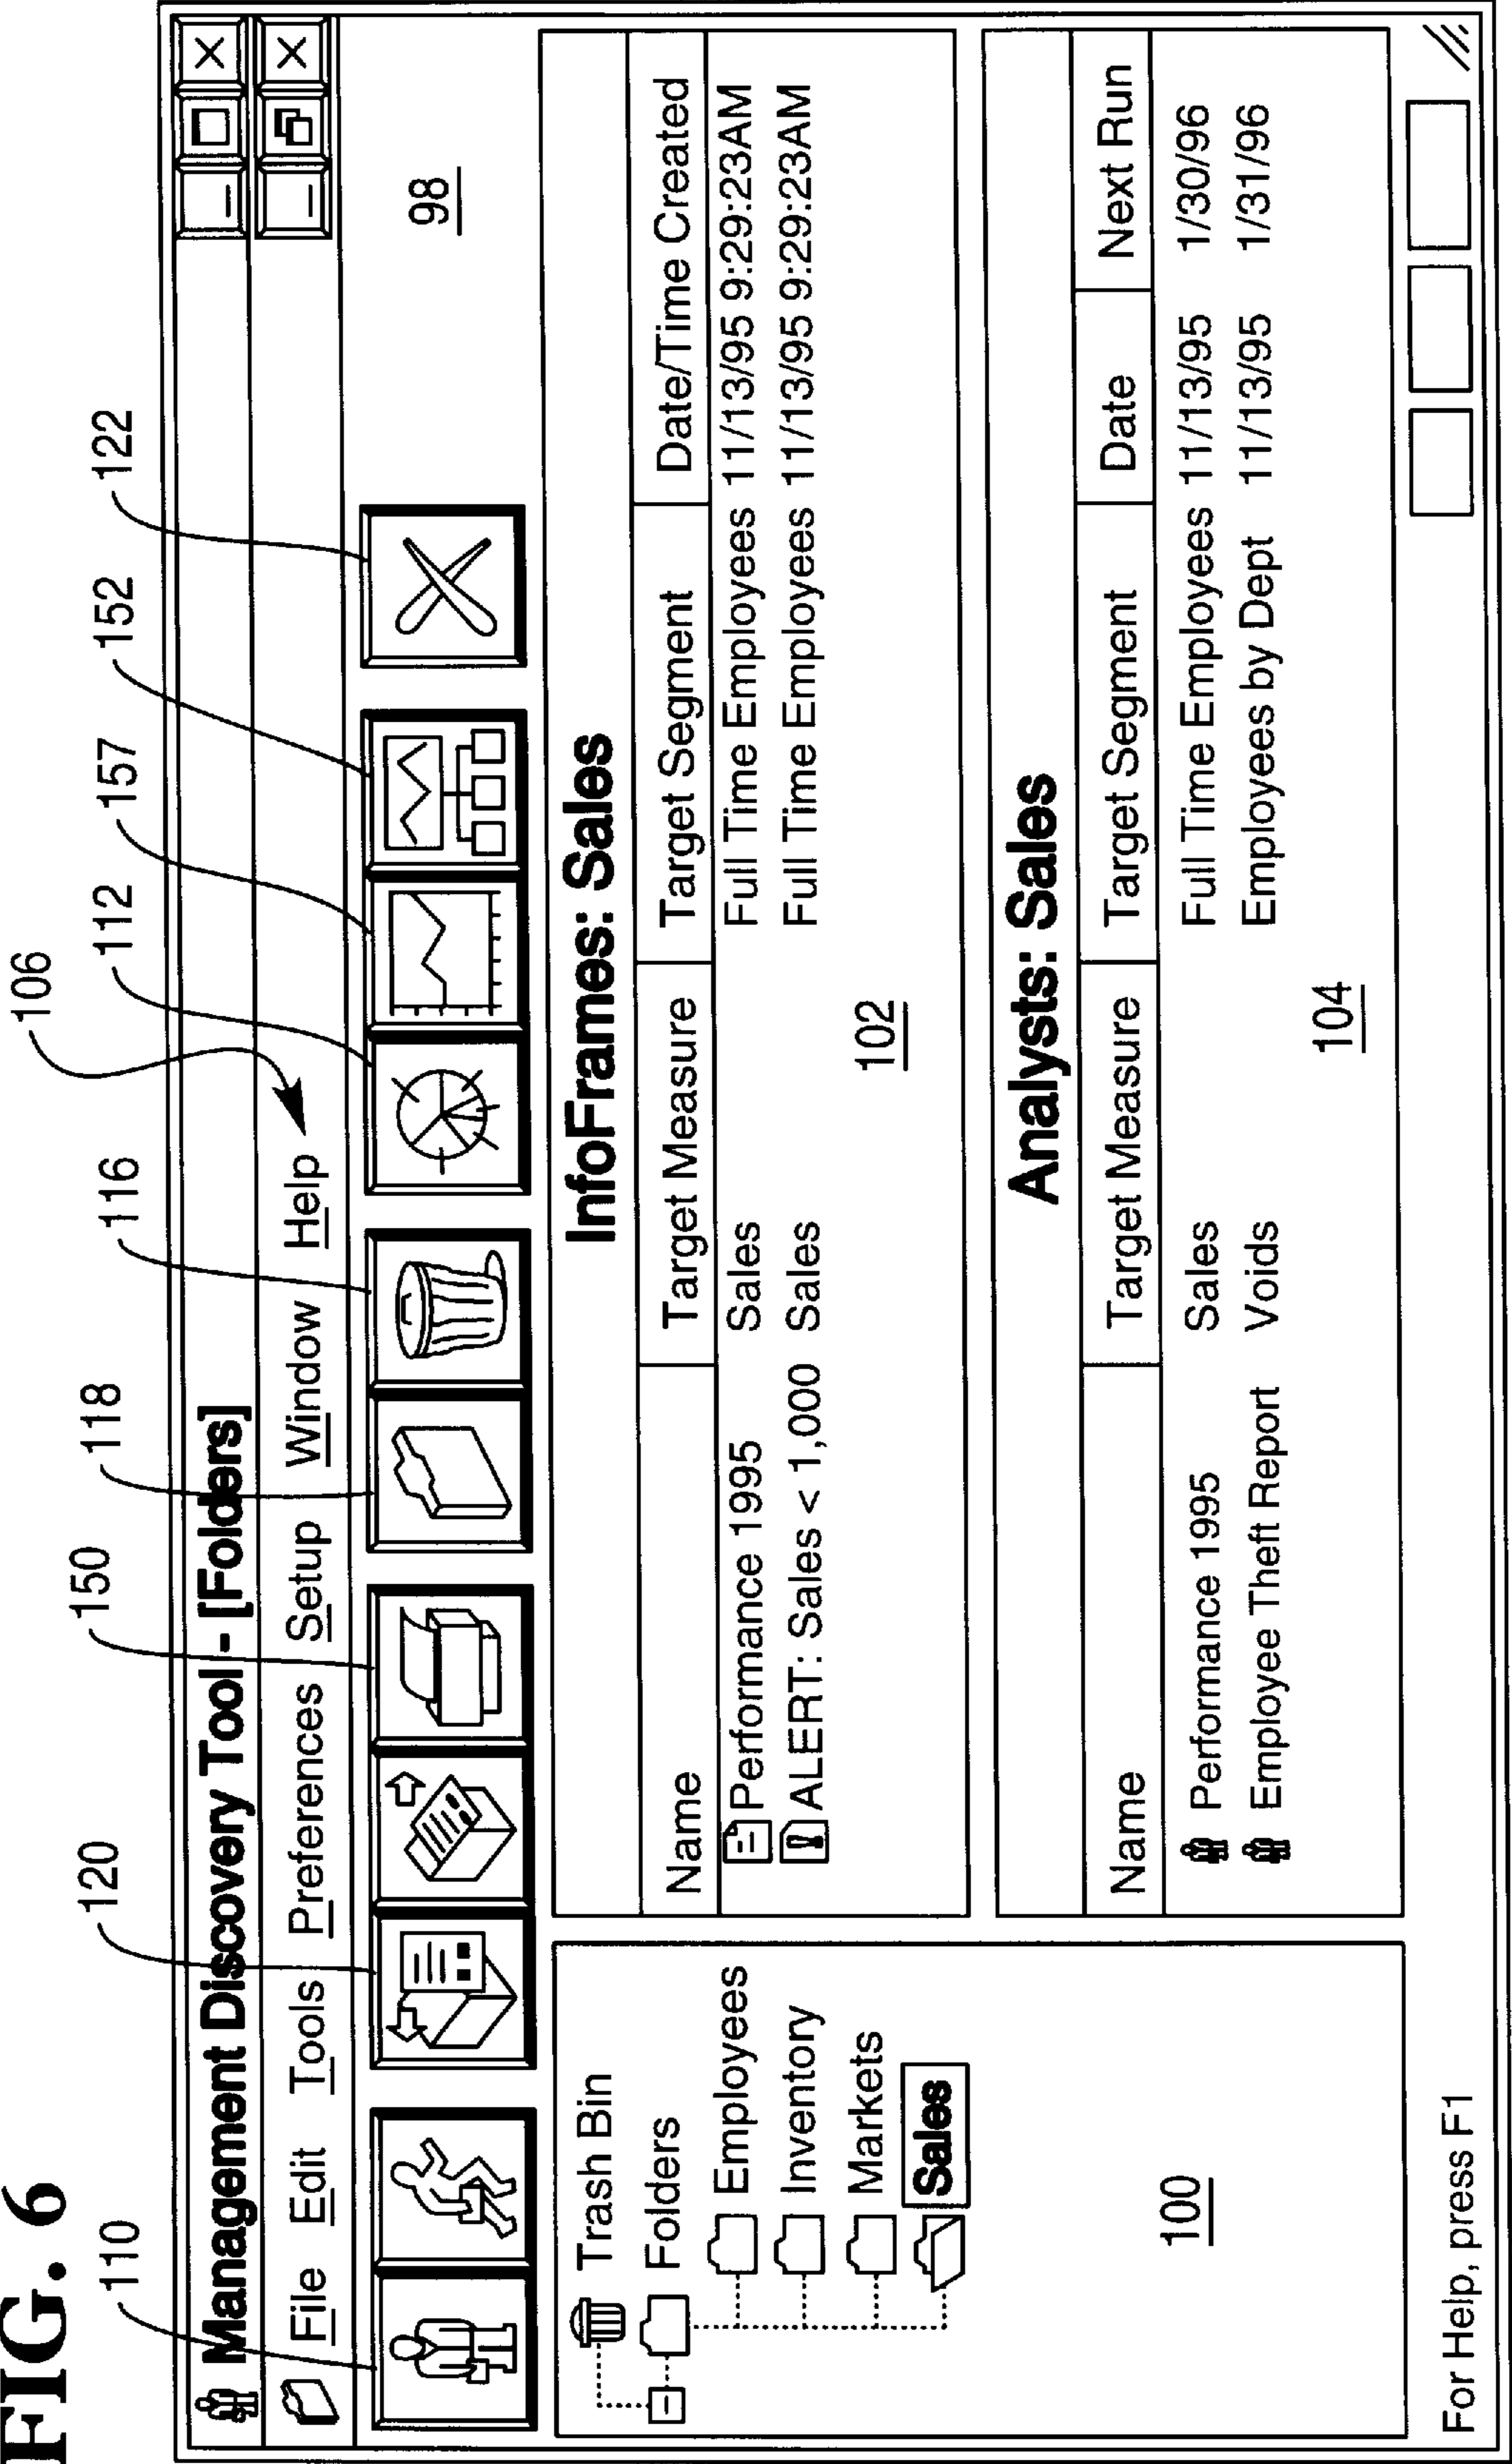 FIG. 6
110
120
150
118
116
106
112
157
152
122
Management Discovery Tool - [Folders]
File Edit Tools Preferences Setup Window Help
98
Trash Bin
Folders
Employees
Inventory
Markets
Sales
100
InfoFrames: Sales
Name Target Measure Target Segment Date/Time Created
Performance 1995 Sales Full Time Employees 11/13/95 9:29:23AM
ALERT: Sales < 1,000 Sales Full Time Employees 11/13/95 9:29:23AM
102
Analysts: Sales
Name Target Measure Target Segment Date Next Run
Performance 1995 Sales Full Time Employees 11/13/95 1/30/96
Employee Theft Report Voids Employees by Dept 11/13/95 1/31/96
104
For Help, press F1